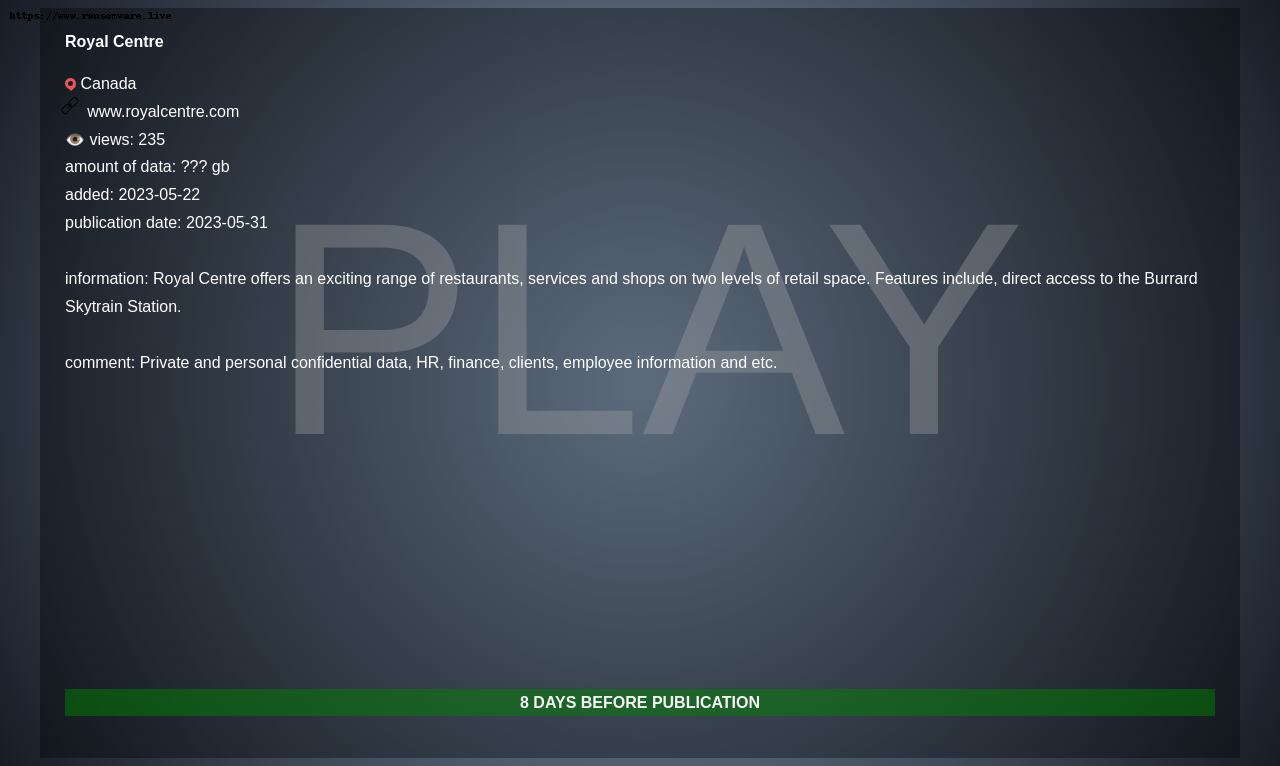 https://www.ransomware.live
Royal Centre
Canada
www.royalcentre.com
views: 235
amount of data: ??? gb
added: 2023-05-22
publication date: 2023-05-31
PLAY
information: Royal Centre offers an exciting range of restaurants, services and shops on two levels of retail space. Features include, direct access to the Burrard
Skytrain Station.
comment: Private and personal confidential data, HR, finance, clients, employee information and etc.
8 DAYS BEFORE PUBLICATION